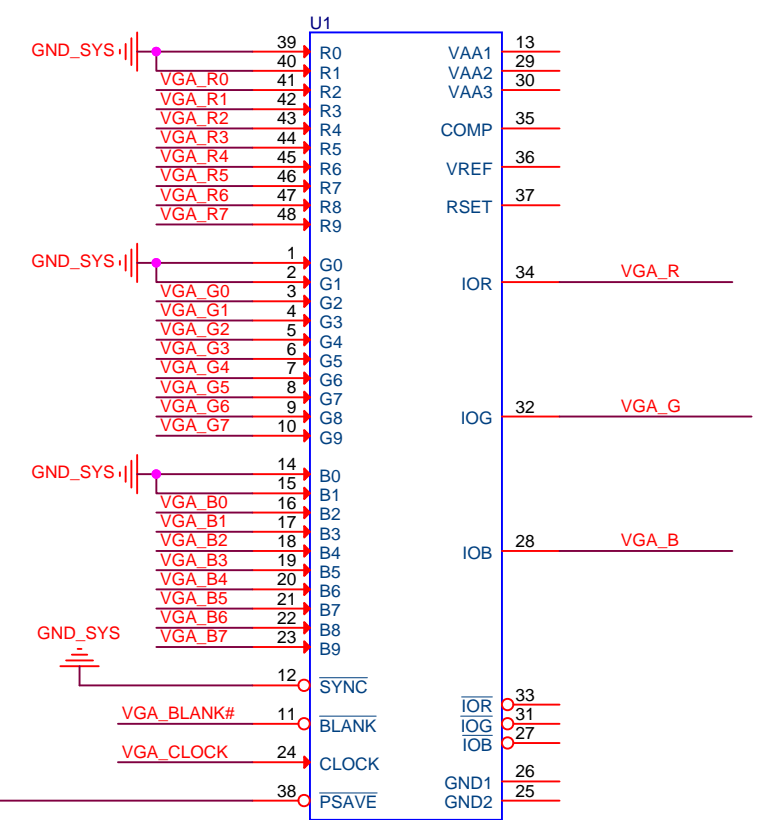 U1
GND_SYS 39 R0 VAA1 13
40 R1 VAA2 29
VGA_R0 41 R2 VAA3 30
VGA_R1 42 R3
VGA_R2 43 R4 COMP 35
VGA_R3 44 R5
VGA_R4 45 R6 VREF 36
VGA_R5 46 R7
VGA_R6 47 R8 RSET 37
VGA_R7 48 R9
GND_SYS 1 G0
2 G1 IOR 34 VGA_R
VGA_G0 3 G2
VGA_G1 4 G3
VGA_G2 5 G4
VGA_G3 6 G5
VGA_G4 7 G6
VGA_G5 8 G7
VGA_G6 9 G8 IOG 32 VGA_G
VGA_G7 10 G9
GND_SYS 14 B0
15 B1
VGA_B0 16 B2
VGA_B1 17 B3
VGA_B2 18 B4 IOB 28 VGA_B
VGA_B3 19 B5
VGA_B4 20 B6
VGA_B5 21 B7
VGA_B6 22 B8
VGA_B7 23 B9
GND_SYS
12 SYNC
IOR 33
VGA_BLANK# 11 BLANK IOG 31
IOB 27
VGA_CLOCK 24 CLOCK
GND1 26
38 PSAVE GND2 25